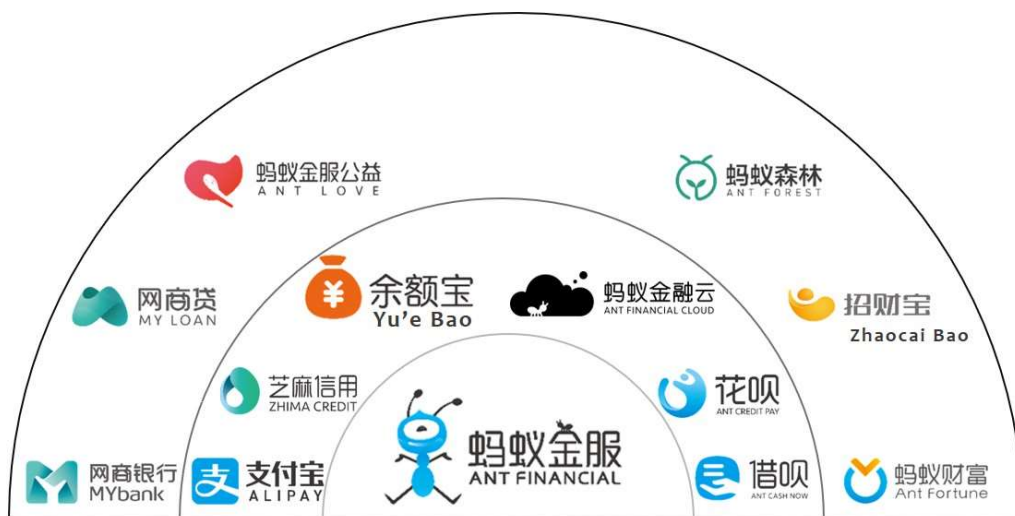 蚂蚁金服公益
ANT LOVE
蚂蚁森林
ANT FOREST
网商贷
MY LOAN
¥
余额宝
Yu'e Bao
蚂蚁金融云
ANT FINANCIAL CLOUD
招财宝
Zhaocai Bao
芝麻信用
ZHIMA CREDIT
花呗
ANT CREDIT PAY
网商银行
MYbank
支
支付宝
ALIPAY
蚂蚁金服
ANT FINANCIAL
借呗
ANT CASH NOW
蚂蚁财富
Ant Fortune